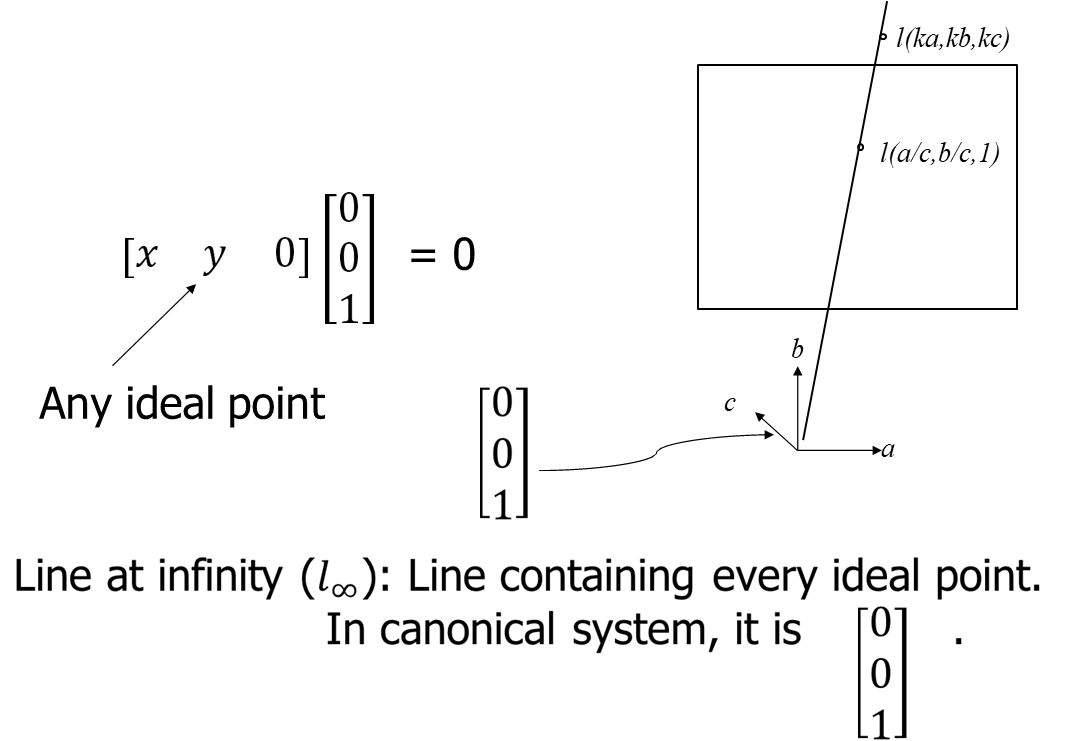 l(ka,kb,kc)
l(a/c,b/c,1)
[x y 0] [0 0 1] = 0
Any ideal point
b
c
a
[0 0 1]
Line at infinity (l∞): Line containing every ideal point.
In canonical system, it is [0 0 1] .